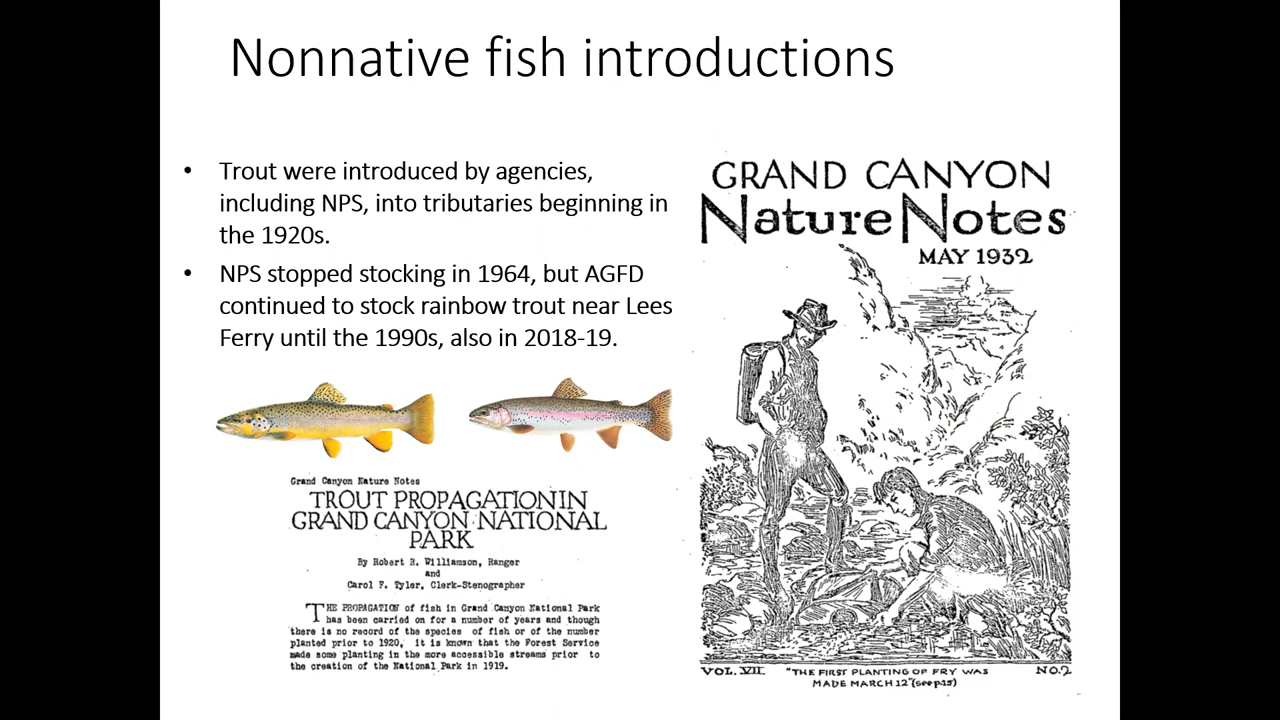 Nonnative fish introductions
• Trout were introduced by agencies,
including NPS, into tributaries beginning in
the 1920s.
• NPS stopped stocking in 1964, but AGFD
continued to stock rainbow trout near Lees
Ferry until the 1990s, also in 2018-19.
Grand Canyon Nature Notes
TROUT PROPAGATION IN
GRAND CANYON NATIONAL
PARK
By Robert R. Williamson, Ranger
and
Carol F. Tyler, Clerk-Stenographer
THE PROPAGATION of fish in Grand Canyon National Park
has been carried on for a number of years and though
there is no record of the species of fish or of the number
planted prior to 1920, it is known that the Forest Service
made some planting in the more accessible streams prior to
the creation of the National Park in 1919.
GRAND CANYON
Nature Notes
MAY 1932
VOL. VII "THE FIRST PLANTING OF FRY WAS NO. 2
MADE MARCH 12" (see p.15)